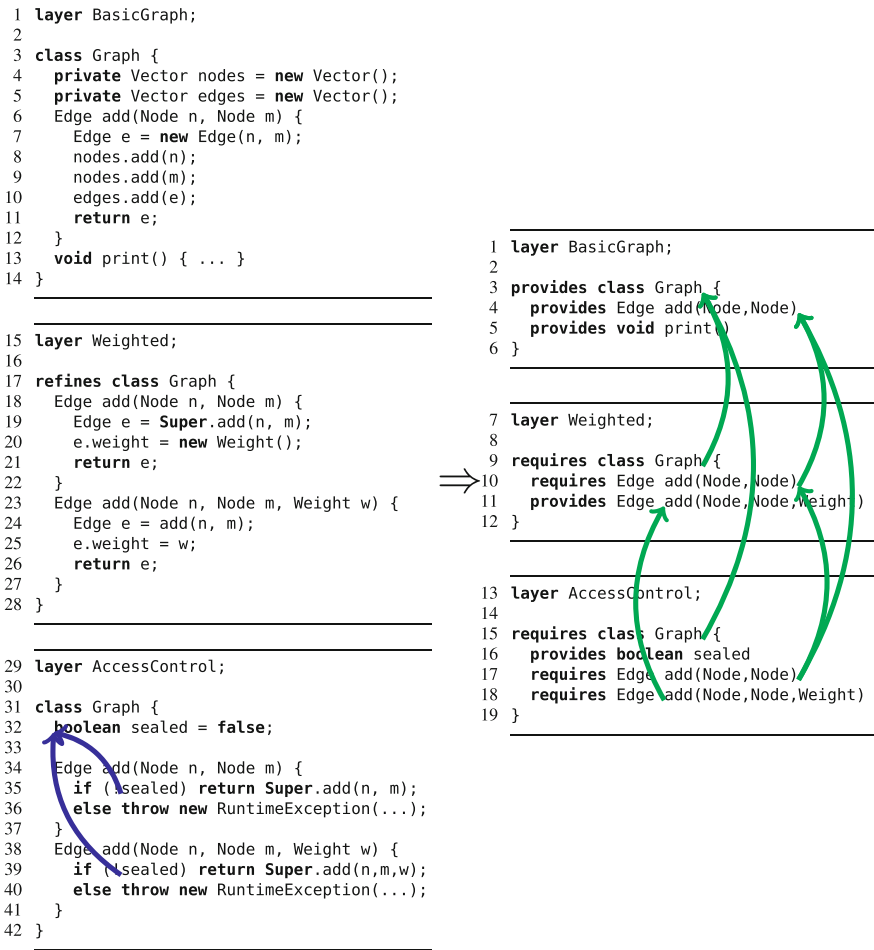 1 layer BasicGraph;
2
3 class Graph {
4 private Vector nodes = new Vector();
5 private Vector edges = new Vector();
6 Edge add(Node n, Node m) {
7 Edge e = new Edge(n, m);
8 nodes.add(n);
9 nodes.add(m);
10 edges.add(e);
11 return e;
12 }
13 void print() { ... }
14 }
15 layer Weighted;
16
17 refines class Graph {
18 Edge add(Node n, Node m) {
19 Edge e = Super.add(n, m);
20 e.weight = new Weight();
21 return e;
22 }
23 Edge add(Node n, Node m, Weight w) {
24 Edge e = add(n, m);
25 e.weight = w;
26 return e;
27 }
28 }
29 layer AccessControl;
30
31 class Graph {
32 boolean sealed = false;
33
34 Edge add(Node n, Node m) {
35 if (!sealed) return Super.add(n, m);
36 else throw new RuntimeException(...);
37 }
38 Edge add(Node n, Node m, Weight w) {
39 if (!sealed) return Super.add(n,m,w);
40 else throw new RuntimeException(...);
41 }
42 }
⇒
1 layer BasicGraph;
2
3 provides class Graph {
4 provides Edge add(Node,Node)
5 provides void print()
6 }
7 layer Weighted;
8
9 requires class Graph {
10 requires Edge add(Node,Node)
11 provides Edge add(Node,Node,Weight)
12 }
13 layer AccessControl;
14
15 requires class Graph {
16 provides boolean sealed
17 requires Edge add(Node,Node)
18 requires Edge add(Node,Node,Weight)
19 }